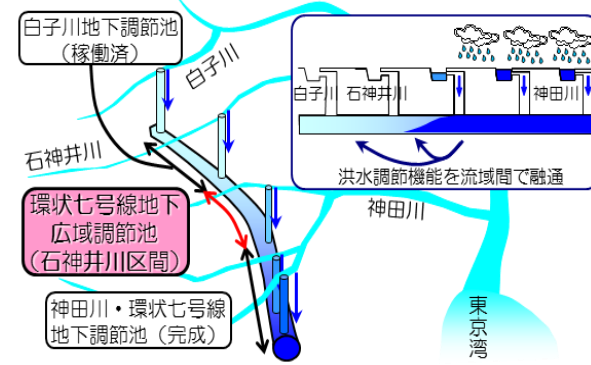 白子川地下調節池
（稼働済）
白子川
石神井川
環状七号線地下
広域調節池
（石神井川区間）
神田川・環状七号線
地下調節池（完成）
白子川
石神井川
神田川
洪水調節機能を流域間で融通
神田川
東京湾